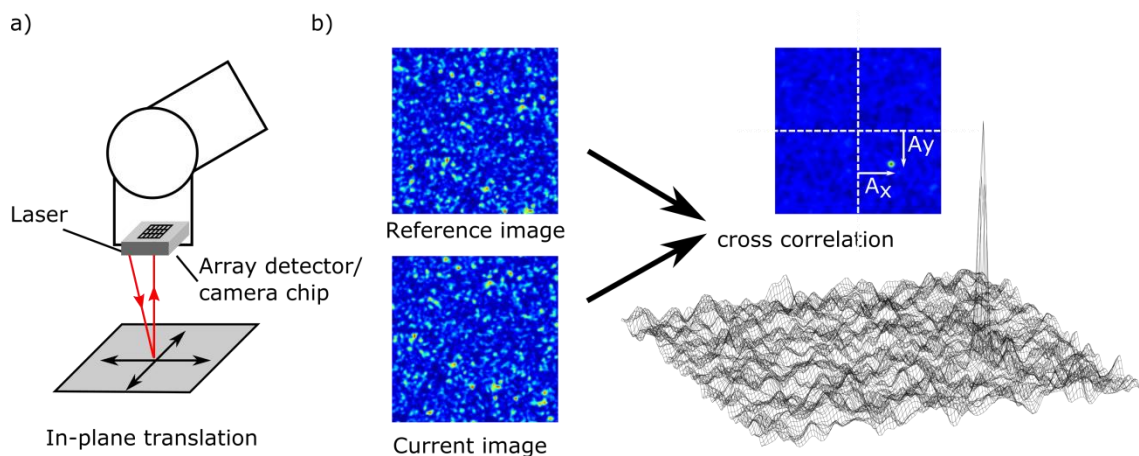 a)
Laser
Array detector/
camera chip
In-plane translation
b)
Reference image
Current image
Ay
Ax
cross correlation